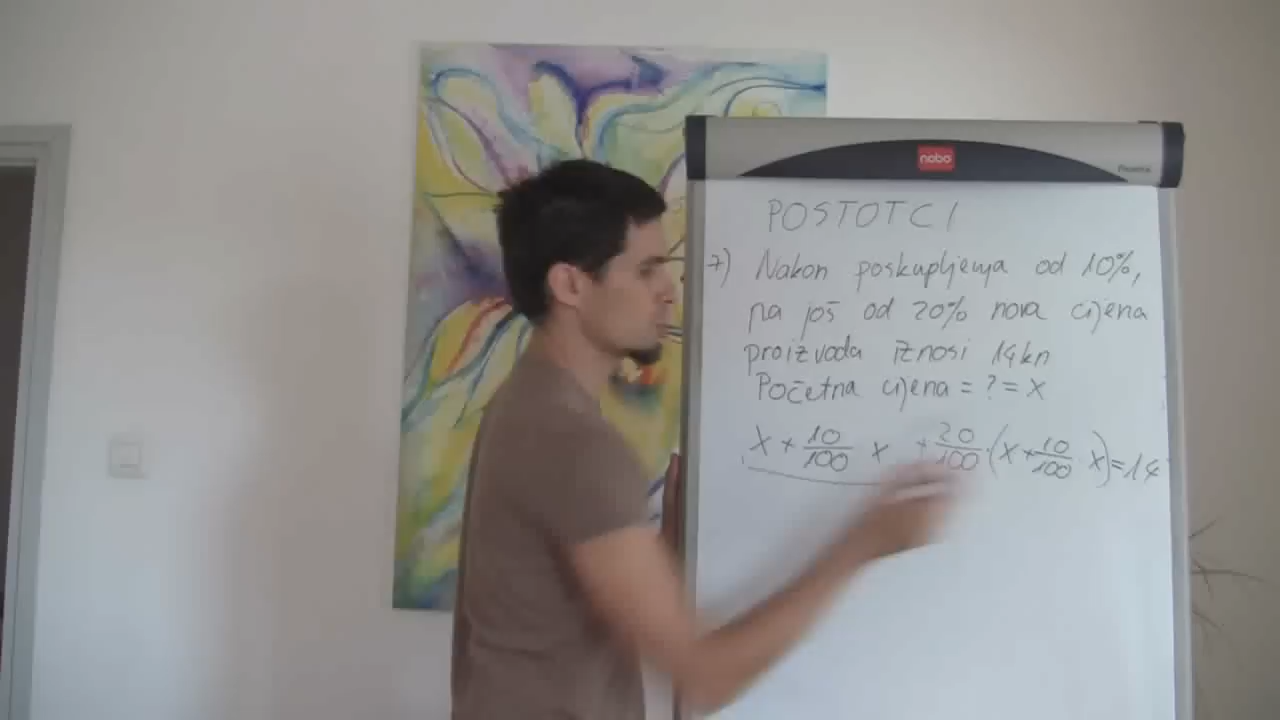 nobo
POSTOTCI
7) Nakon poskupljenja od 10%,
pa još od 20% nova cijena
proizvoda iznosi 14kn
Početna cijena = ? = x
x + 10/100 x + 20/100 · (x + 10/100 x) = 14